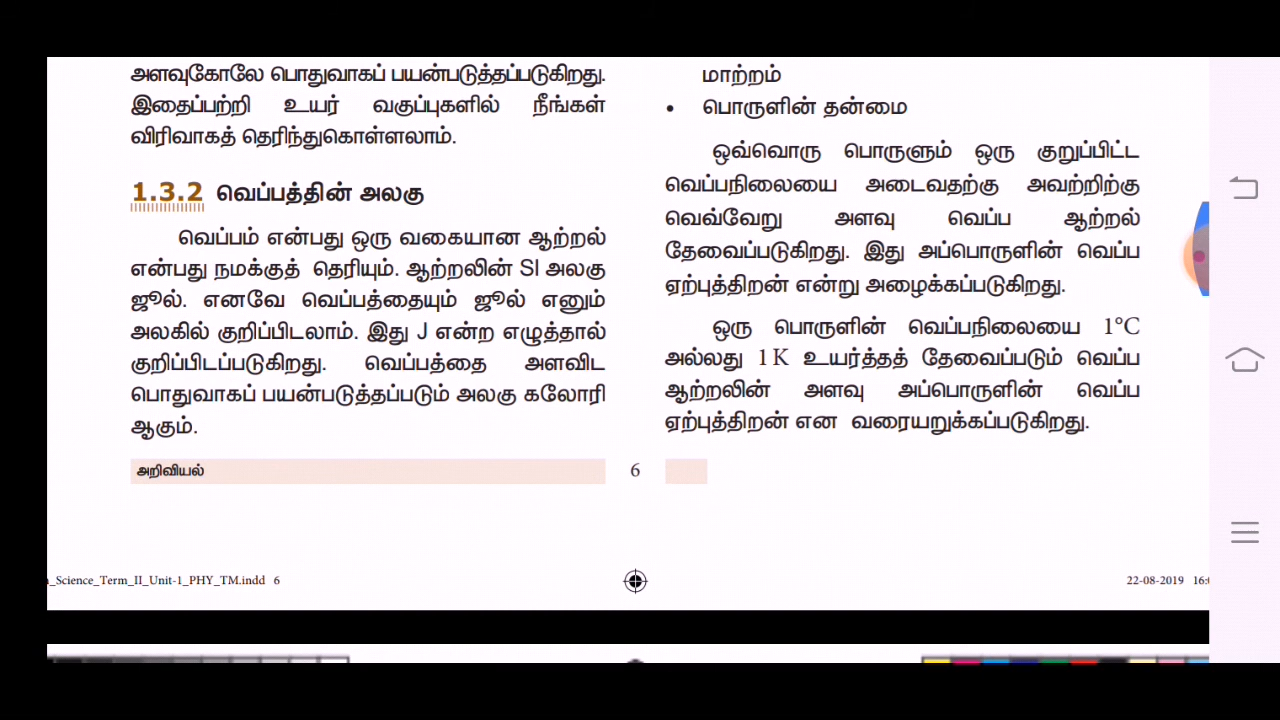 அளவுகோலே பொதுவாகப் பயன்படுத்தப்படுகிறது.
இதைப்பற்றி உயர் வகுப்புகளில் நீங்கள்
விரிவாகத் தெரிந்துகொள்ளலாம்.
1.3.2 வெப்பத்தின் அலகு
வெப்பம் என்பது ஒரு வகையான ஆற்றல்
என்பது நமக்குத் தெரியும். ஆற்றலின் SI அலகு
ஜூல். எனவே வெப்பத்தையும் ஜூல் எனும்
அலகில் குறிப்பிடலாம். இது J என்ற எழுத்தால்
குறிப்பிடப்படுகிறது. வெப்பத்தை அளவிட
பொதுவாகப் பயன்படுத்தப்படும் அலகு கலோரி
ஆகும்.
மாற்றம்
• பொருளின் தன்மை
ஒவ்வொரு பொருளும் ஒரு குறுப்பிட்ட
வெப்பநிலையை அடைவதற்கு அவற்றிற்கு
வெவ்வேறு அளவு வெப்ப ஆற்றல்
தேவைப்படுகிறது. இது அப்பொருளின் வெப்ப
ஏற்புத்திறன் என்று அழைக்கப்படுகிறது.
ஒரு பொருளின் வெப்பநிலையை 1°C
அல்லது 1 K உயர்த்தத் தேவைப்படும் வெப்ப
ஆற்றலின் அளவு அப்பொருளின் வெப்ப
ஏற்புத்திறன் என வரையறுக்கப்படுகிறது.
அறிவியல் 6
_Science_Term_II_Unit-1_PHY_TM.indd 6
22-08-2019